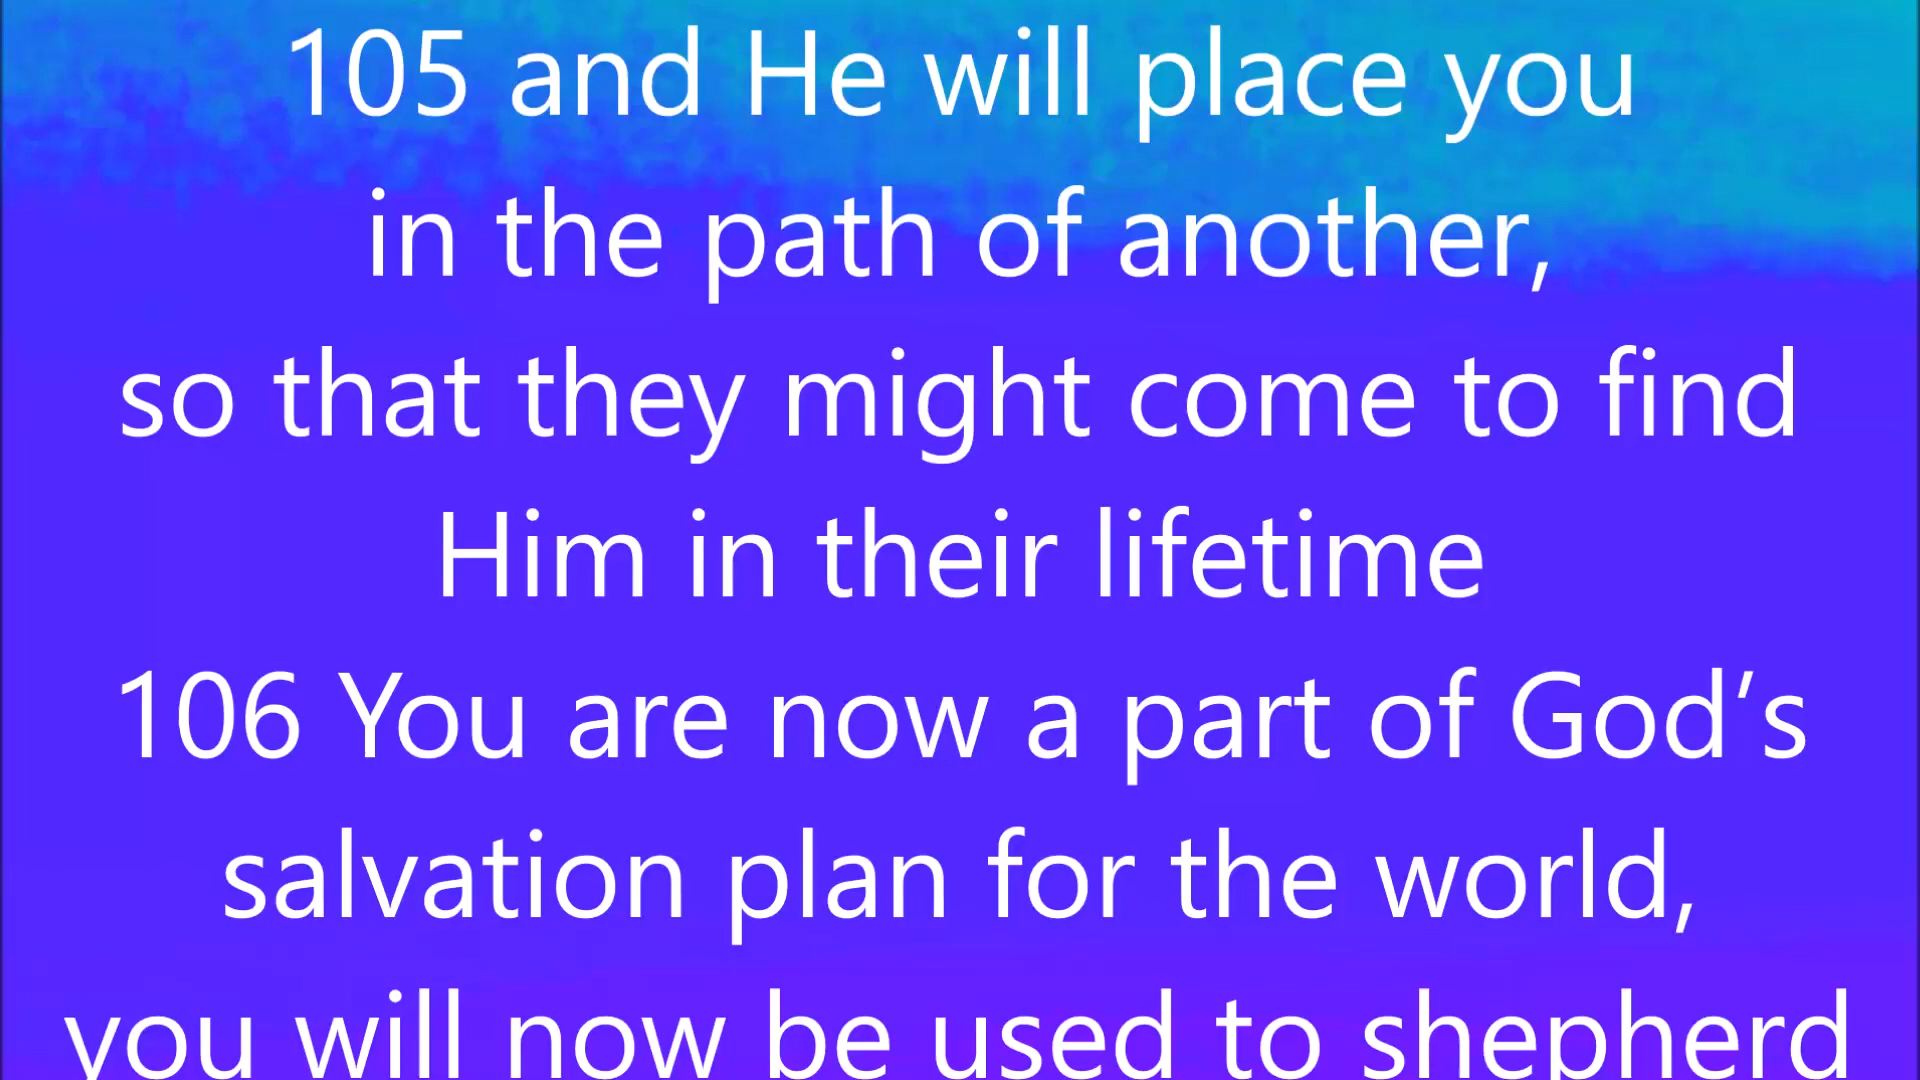 105 and He will place you
in the path of another,
so that they might come to find
Him in their lifetime
106 You are now a part of God’s
salvation plan for the world,
you will now be used to shepherd